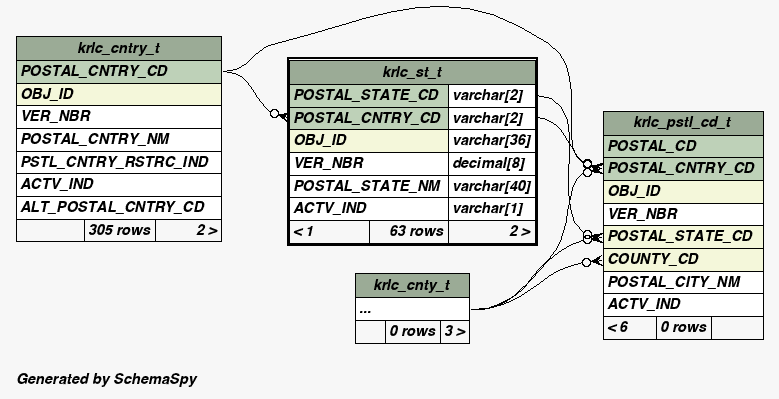 krlc_cntry_t
POSTAL_CNTRY_CD
OBJ_ID
VER_NBR
POSTAL_CNTRY_NM
PSTL_CNTRY_RSTRC_IND
ACTV_IND
ALT_POSTAL_CNTRY_CD
305 rows 2 >
krlc_st_t
POSTAL_STATE_CD varchar[2]
POSTAL_CNTRY_CD varchar[2]
OBJ_ID varchar[36]
VER_NBR decimal[8]
POSTAL_STATE_NM varchar[40]
ACTV_IND varchar[1]
< 1 63 rows 2 >
krlc_cnty_t
...
0 rows 3 >
krlc_pstl_cd_t
POSTAL_CD
POSTAL_CNTRY_CD
OBJ_ID
VER_NBR
POSTAL_STATE_CD
COUNTY_CD
POSTAL_CITY_NM
ACTV_IND
< 6 0 rows
Generated by SchemaSpy